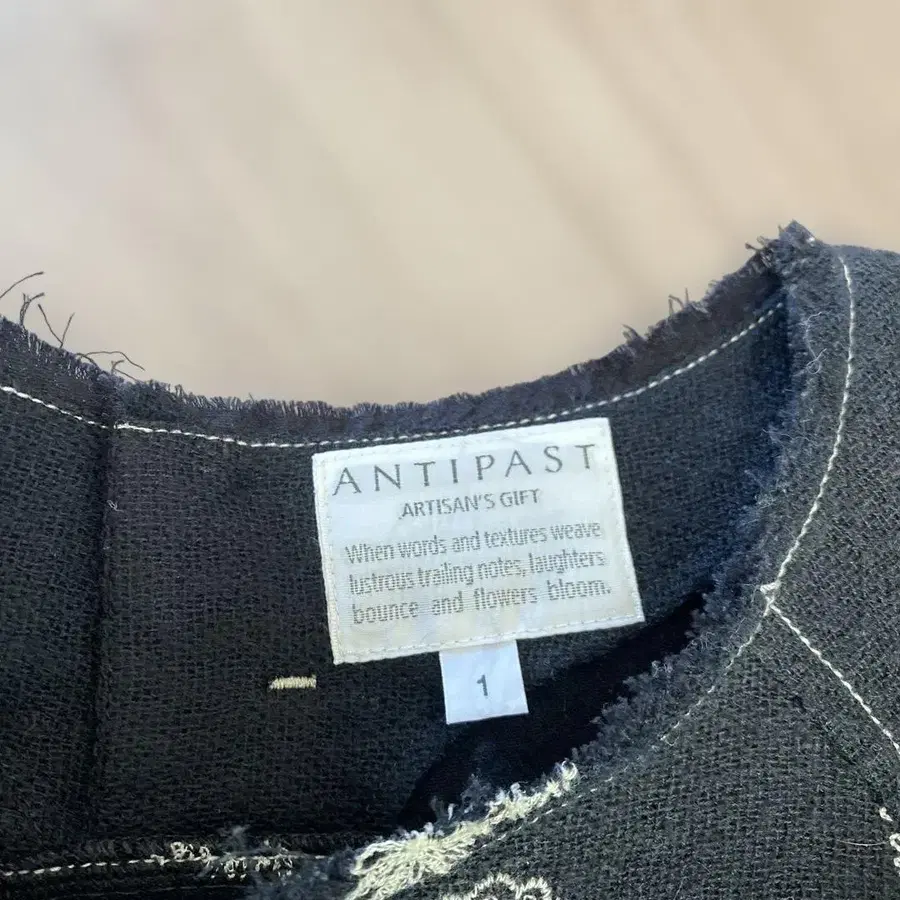 ANTIPAST
ARTISAN'S GIFT
When words and textures weave
lustrous trailing notes, laughters
bounce and flowers bloom.
1